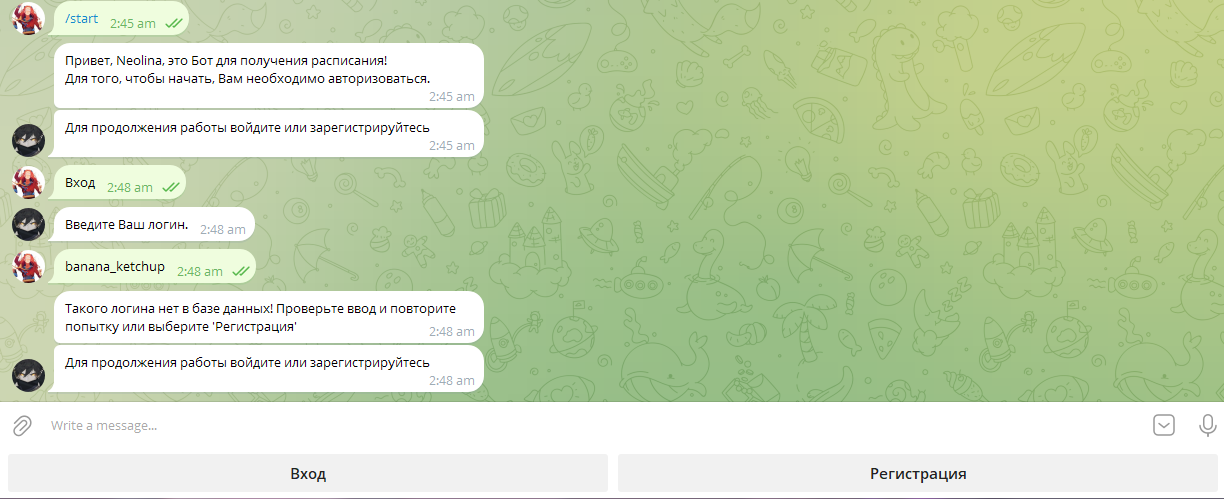 /start 2:45 am
Привет, Neolina, это Бот для получения расписания!
Для того, чтобы начать, Вам необходимо авторизоваться.
2:45 am
Для продолжения работы войдите или зарегистрируйтесь
2:45 am
Вход 2:48 am
Введите Ваш логин. 2:48 am
banana_ketchup 2:48 am
Такого логина нет в базе данных! Проверьте ввод и повторите
попытку или выберите 'Регистрация' 2:48 am
Для продолжения работы войдите или зарегистрируйтесь
2:48 am
Write a message...
Вход Регистрация